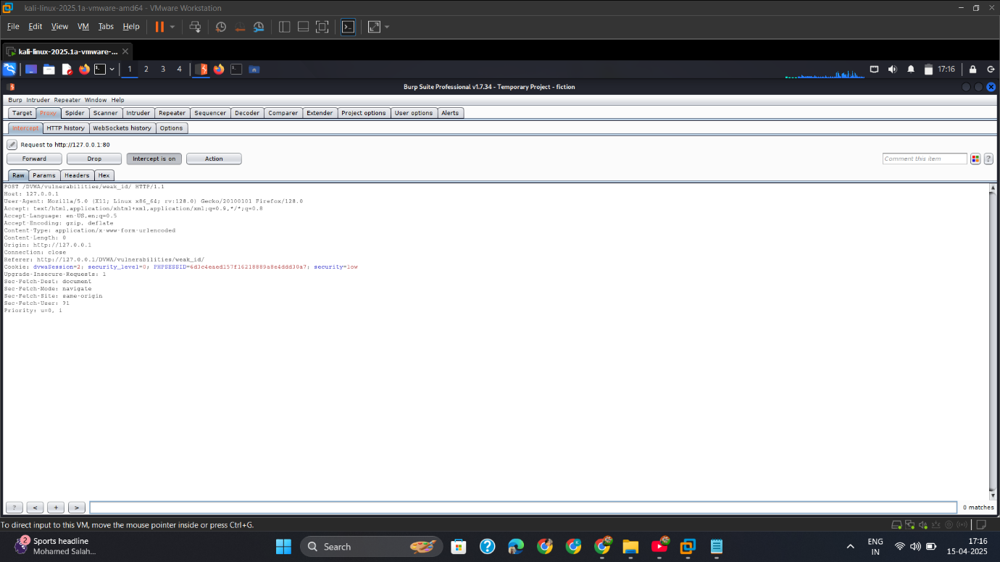 kali-linux-2025.1a-vmware-amd64 - VMware Workstation
File Edit View VM Tabs Help
kali-linux-2025.1a-vmware-...
1 2 3 4
17:16
Burp Suite Professional v1.7.34 - Temporary Project - fiction
Burp Intruder Repeater Window Help
Target Proxy Spider Scanner Intruder Repeater Sequencer Decoder Comparer Extender Project options User options Alerts
Intercept HTTP history WebSockets history Options
Request to http://127.0.0.1:80
Forward Drop Intercept is on Action Comment this item ?
Raw Params Headers Hex
POST /DVWA/vulnerabilities/weak_id/ HTTP/1.1
Host: 127.0.0.1
User-Agent: Mozilla/5.0 (X11; Linux x86_64; rv:128.0) Gecko/20100101 Firefox/128.0
Accept: text/html,application/xhtml+xml,application/xml;q=0.9,*/*;q=0.8
Accept-Language: en-US,en;q=0.5
Accept-Encoding: gzip, deflate
Content-Type: application/x-www-form-urlencoded
Content-Length: 0
Origin: http://127.0.0.1
Connection: close
Referer: http://127.0.0.1/DVWA/vulnerabilities/weak_id/
Cookie: dvwaSession=2; security_level=0; PHPSESSID=6d3c4eaed157f16218889a8e4ddd30a7; security=low
Upgrade-Insecure-Requests: 1
Sec-Fetch-Dest: document
Sec-Fetch-Mode: navigate
Sec-Fetch-Site: same-origin
Sec-Fetch-User: ?1
Priority: u=0, i
? < + > 0 matches
To direct input to this VM, move the mouse pointer inside or press Ctrl+G.
2 Sports headline
Mohamed Salah...
Search
ENG
IN
17:16
15-04-2025